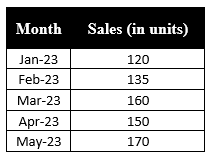 Month Sales (in units)
Jan-23 120
Feb-23 135
Mar-23 160
Apr-23 150
May-23 170